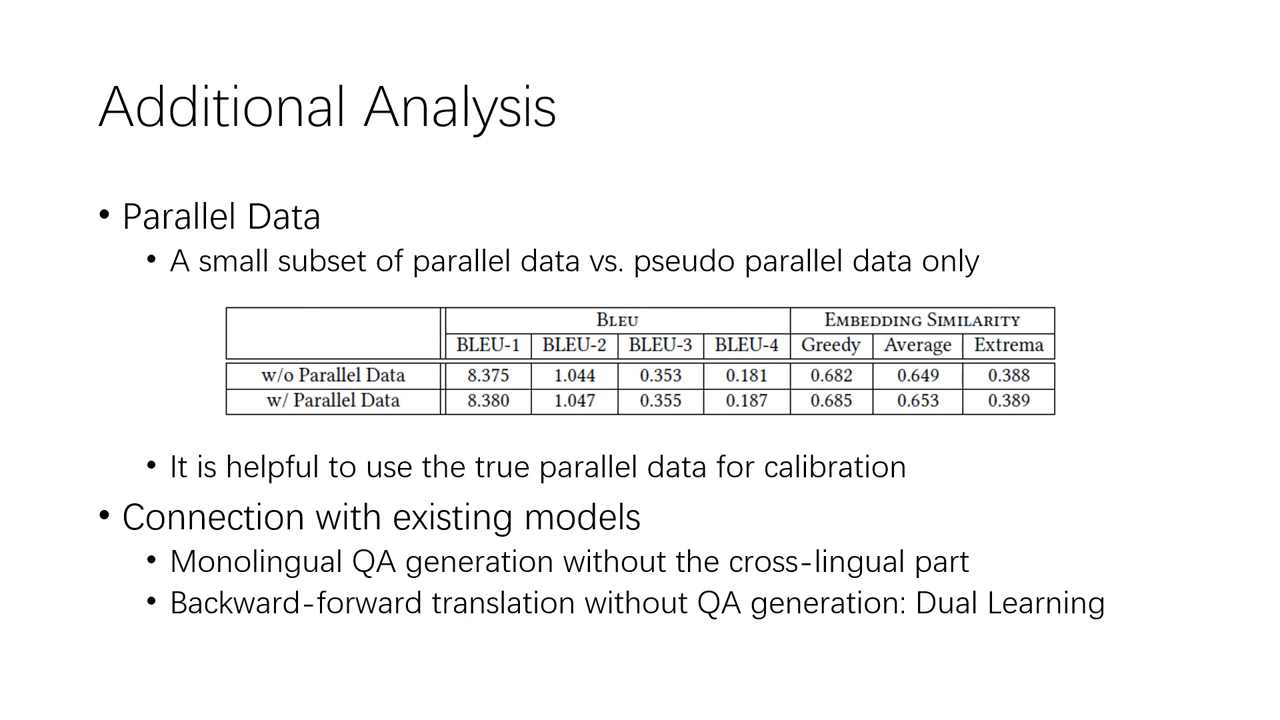 Additional Analysis
• Parallel Data
• A small subset of parallel data vs. pseudo parallel data only
BLEU EMBEDDING SIMILARITY
BLEU-1 BLEU-2 BLEU-3 BLEU-4 Greedy Average Extrema
w/o Parallel Data 8.375 1.044 0.353 0.181 0.682 0.649 0.388
w/ Parallel Data 8.380 1.047 0.355 0.187 0.685 0.653 0.389
• It is helpful to use the true parallel data for calibration
• Connection with existing models
• Monolingual QA generation without the cross-lingual part
• Backward-forward translation without QA generation: Dual Learning